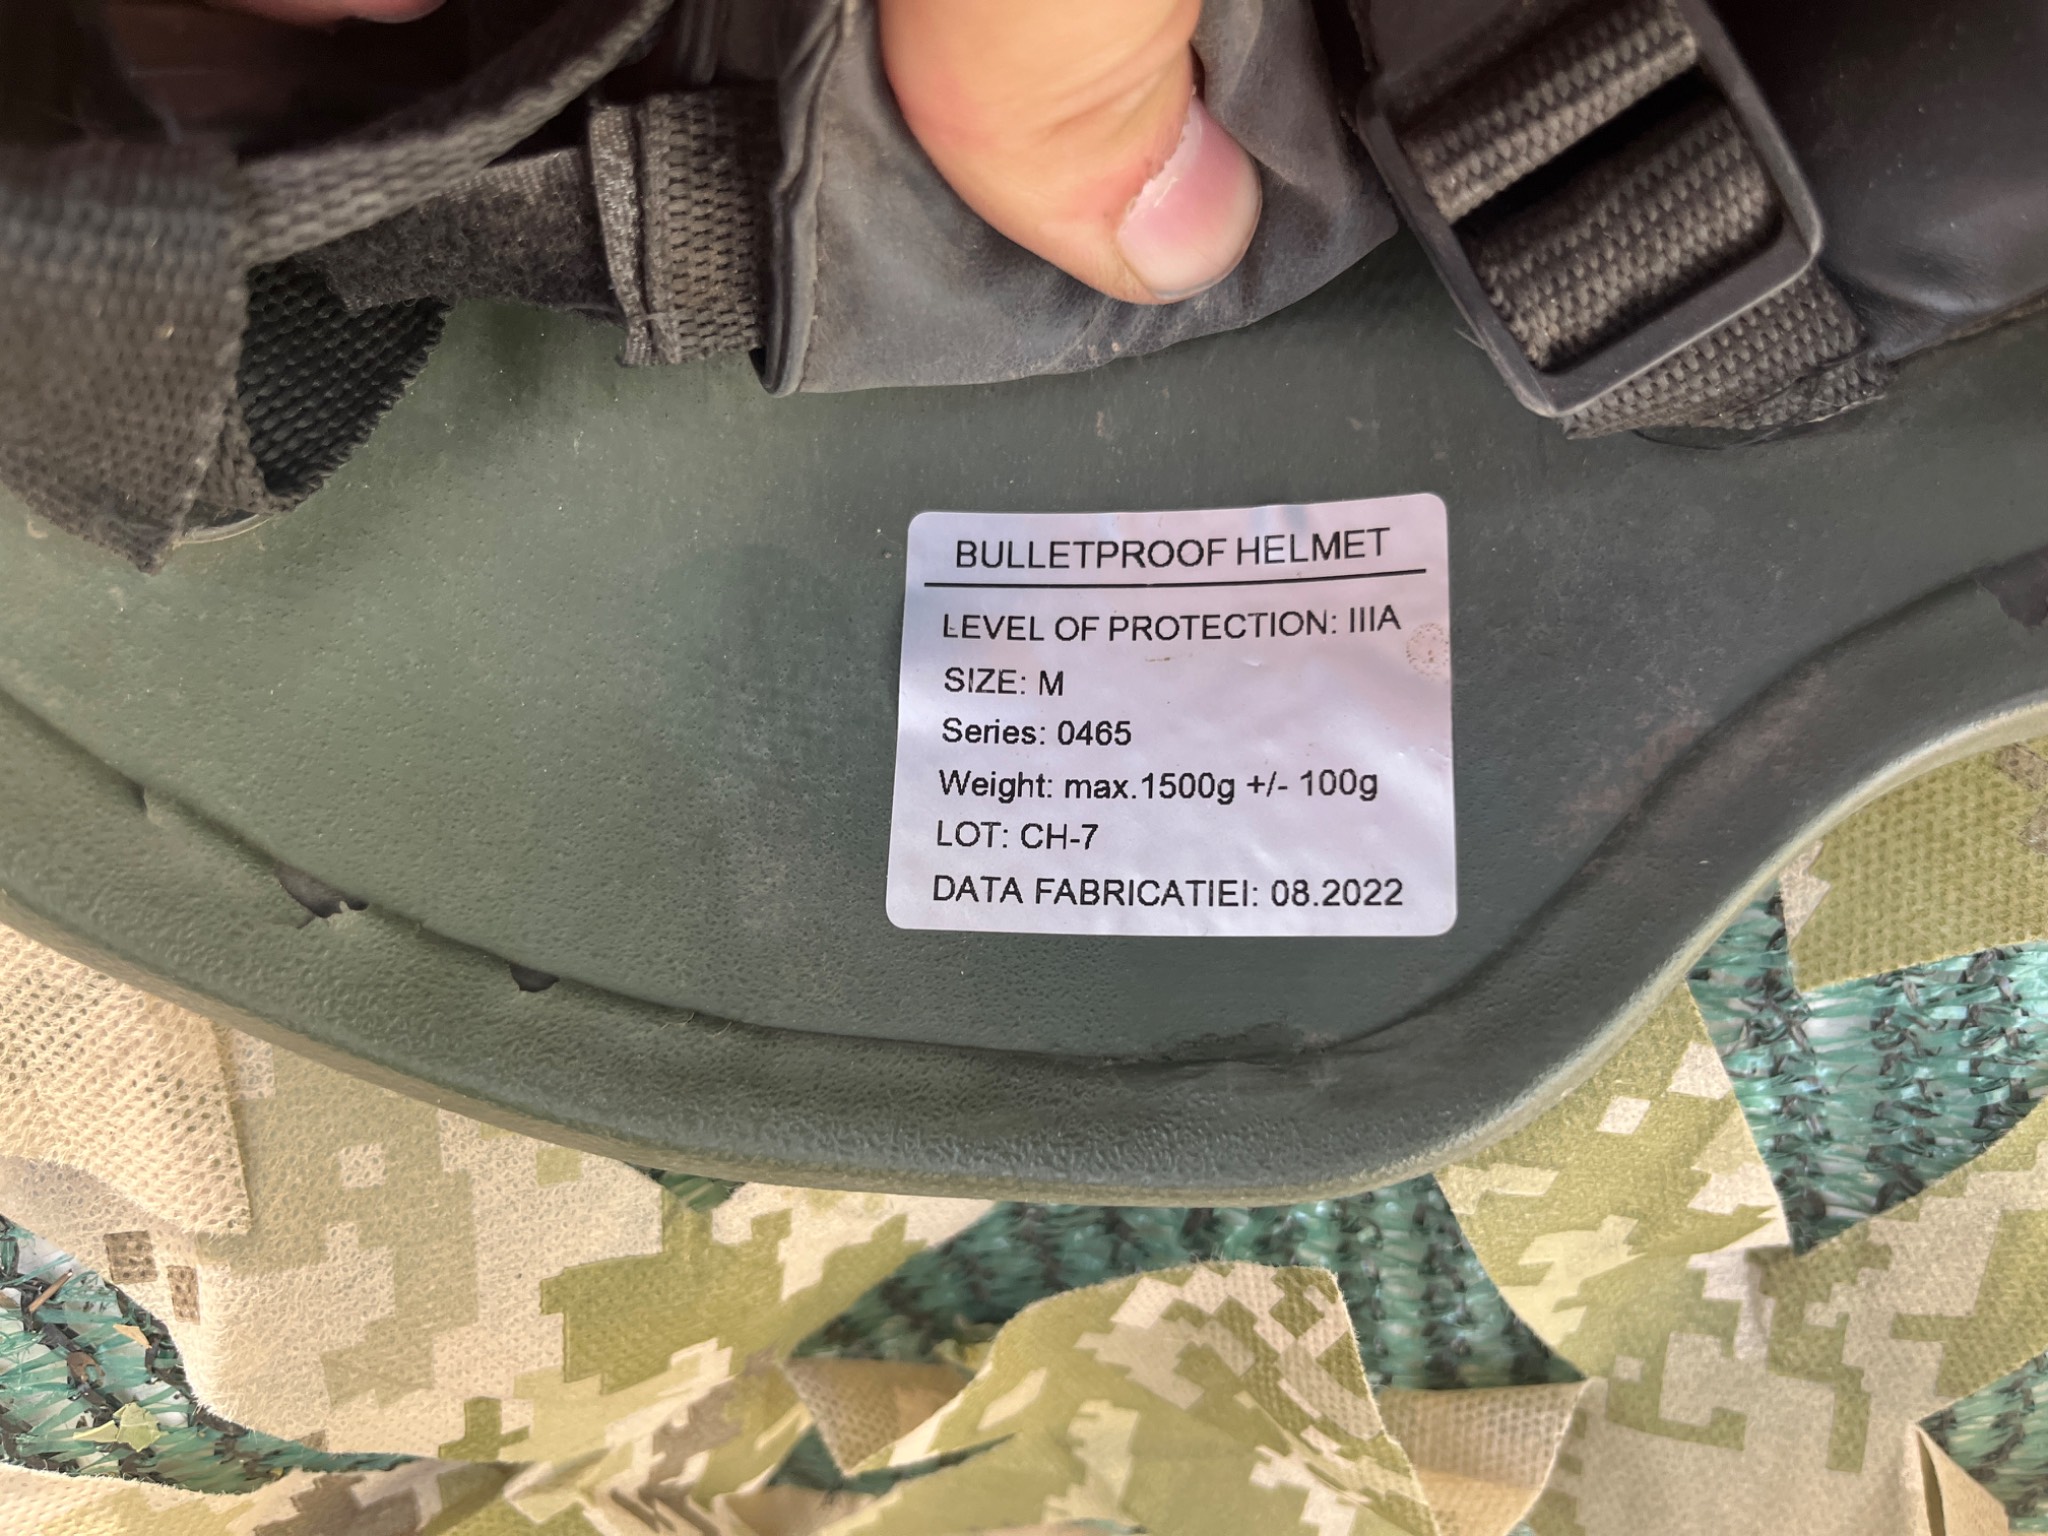 BULLETPROOF HELMET
LEVEL OF PROTECTION: IIIA
SIZE: M
Series: 0465
Weight: max.1500g +/- 100g
LOT: CH-7
DATA FABRICATIEI: 08.2022